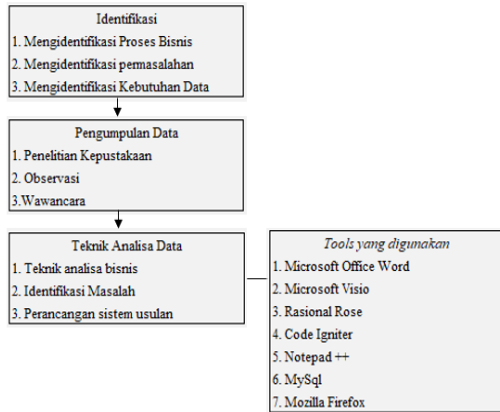 Identifikasi
1. Mengidentifikasi Proses Bisnis
2. Mengidentifikasi permasalahan
3. Mengidentifikasi Kebutuhan Data
Pengumpulan Data
1. Penelitian Kepustakaan
2. Observasi
3.Wawancara
Teknik Analisa Data
1. Teknik analisa bisnis
2. Identifikasi Masalah
3. Perancangan sistem usulan
Tools yang digunakan
1. Microsoft Office Word
2. Microsoft Visio
3. Rasional Rose
4. Code Igniter
5. Notepad ++
6. MySql
7. Mozilla Firefox